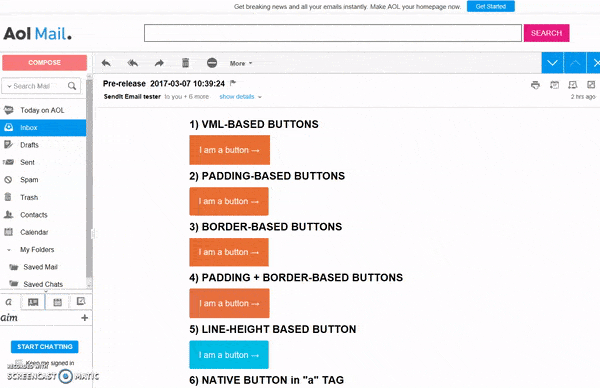 Get breaking news and all your emails instantly. Make AOL your homepage now. Get Started
Aol Mail.
SEARCH
COMPOSE
More
Search Mail
Pre-release 2017-03-07 10:39:24
SendIt Email tester to you + 6 more show details
2 hrs ago
Today on AOL
Inbox
Drafts
Sent
Spam
Trash
Contacts
Calendar
My Folders
Saved Mail
Saved Chats
a
aim +
START CHATTING
Keep me signed in
RECORDED WITH
SCREENCAST MATIC
1) VML-BASED BUTTONS
I am a button →
2) PADDING-BASED BUTTONS
I am a button →
3) BORDER-BASED BUTTONS
I am a button →
4) PADDING + BORDER-BASED BUTTONS
I am a button →
5) LINE-HEIGHT BASED BUTTON
I am a button →
6) NATIVE BUTTON in "a" TAG